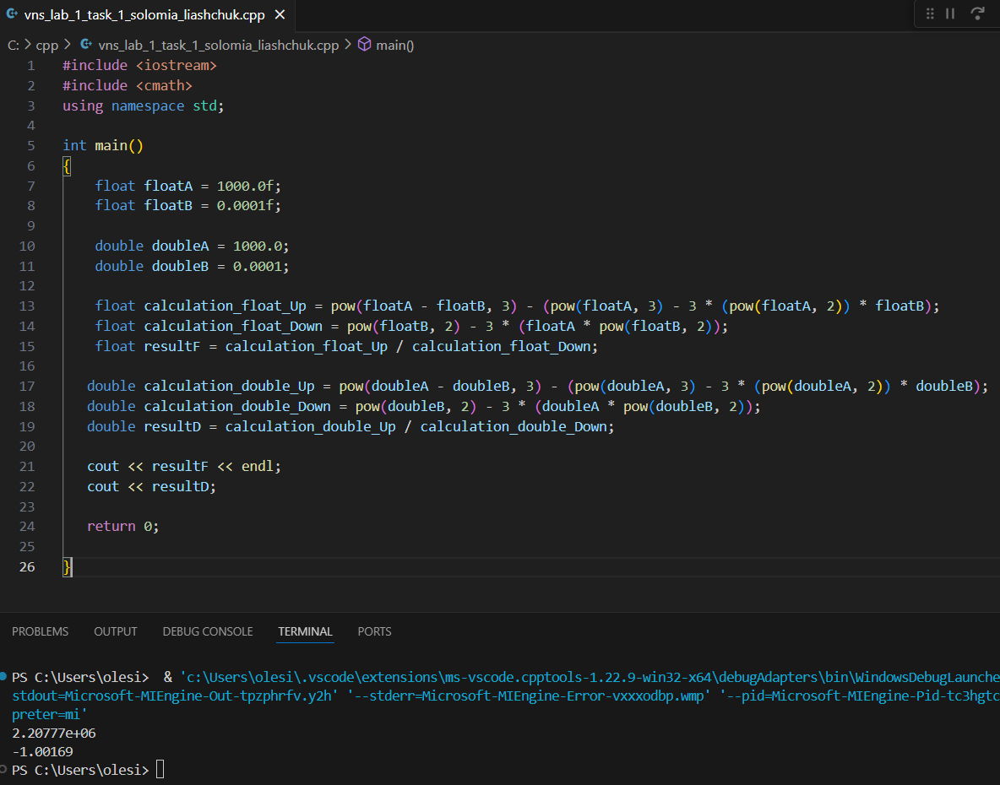 vns_lab_1_task_1_solomia_liashchuk.cpp
C: > cpp > vns_lab_1_task_1_solomia_liashchuk.cpp > main()
1 #include <iostream>
2 #include <cmath>
3 using namespace std;
4
5 int main()
6 {
7 float floatA = 1000.0f;
8 float floatB = 0.0001f;
9
10 double doubleA = 1000.0;
11 double doubleB = 0.0001;
12
13 float calculation_float_Up = pow(floatA - floatB, 3) - (pow(floatA, 3) - 3 * (pow(floatA, 2)) * floatB);
14 float calculation_float_Down = pow(floatB, 2) - 3 * (floatA * pow(floatB, 2));
15 float resultF = calculation_float_Up / calculation_float_Down;
16
17 double calculation_double_Up = pow(doubleA - doubleB, 3) - (pow(doubleA, 3) - 3 * (pow(doubleA, 2)) * doubleB);
18 double calculation_double_Down = pow(doubleB, 2) - 3 * (doubleA * pow(doubleB, 2));
19 double resultD = calculation_double_Up / calculation_double_Down;
20
21 cout << resultF << endl;
22 cout << resultD;
23
24 return 0;
25
26 }
PROBLEMS OUTPUT DEBUG CONSOLE TERMINAL PORTS
PS C:\Users\olesi> & 'c:\Users\olesi\.vscode\extensions\ms-vscode.cpptools-1.22.9-win32-x64\debugAdapters\bin\WindowsDebugLaunche
stdout=Microsoft-MIEngine-Out-tpzphrfv.y2h' '--stderr=Microsoft-MIEngine-Error-vxxxodbp.wmp' '--pid=Microsoft-MIEngine-Pid-tc3hgtc
preter=mi'
2.20777e+06
-1.00169
PS C:\Users\olesi>